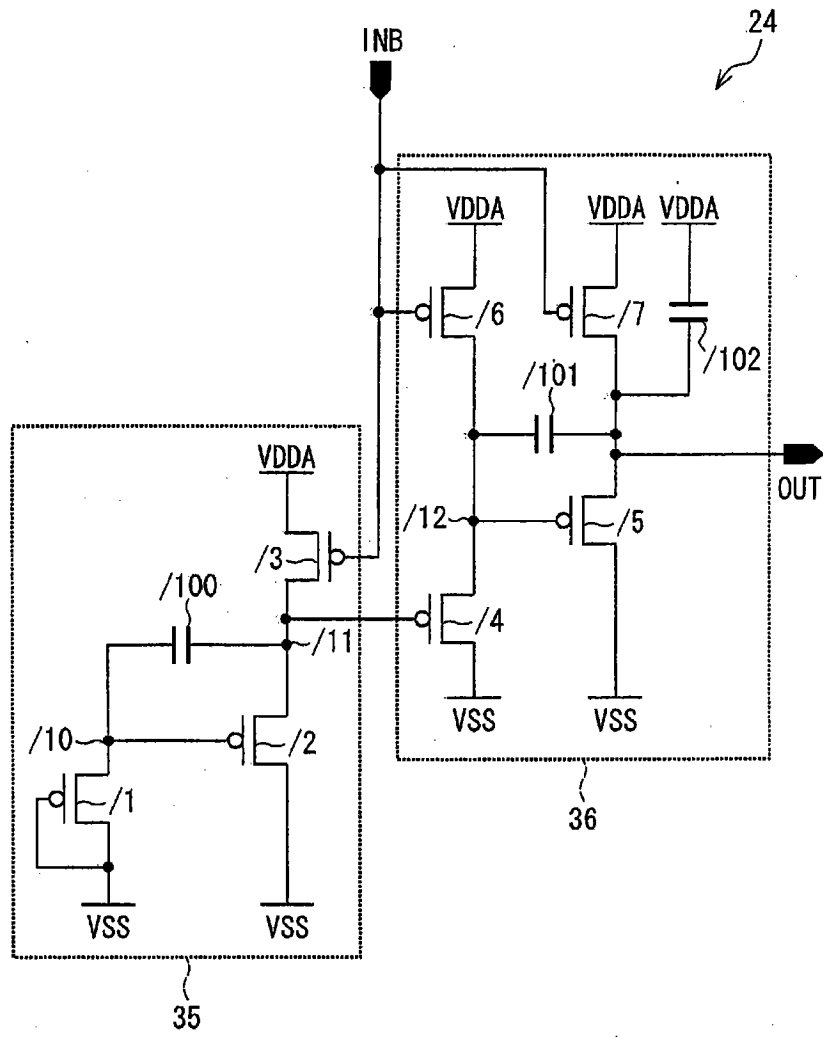 24
INB
VDDA
VDDA VDDA
/6
/7
/102
/101
VDDA
OUT
/12
/5
/3
/100
/4
/11
VSS
VSS
/10
/2
/1
36
VSS
VSS
35